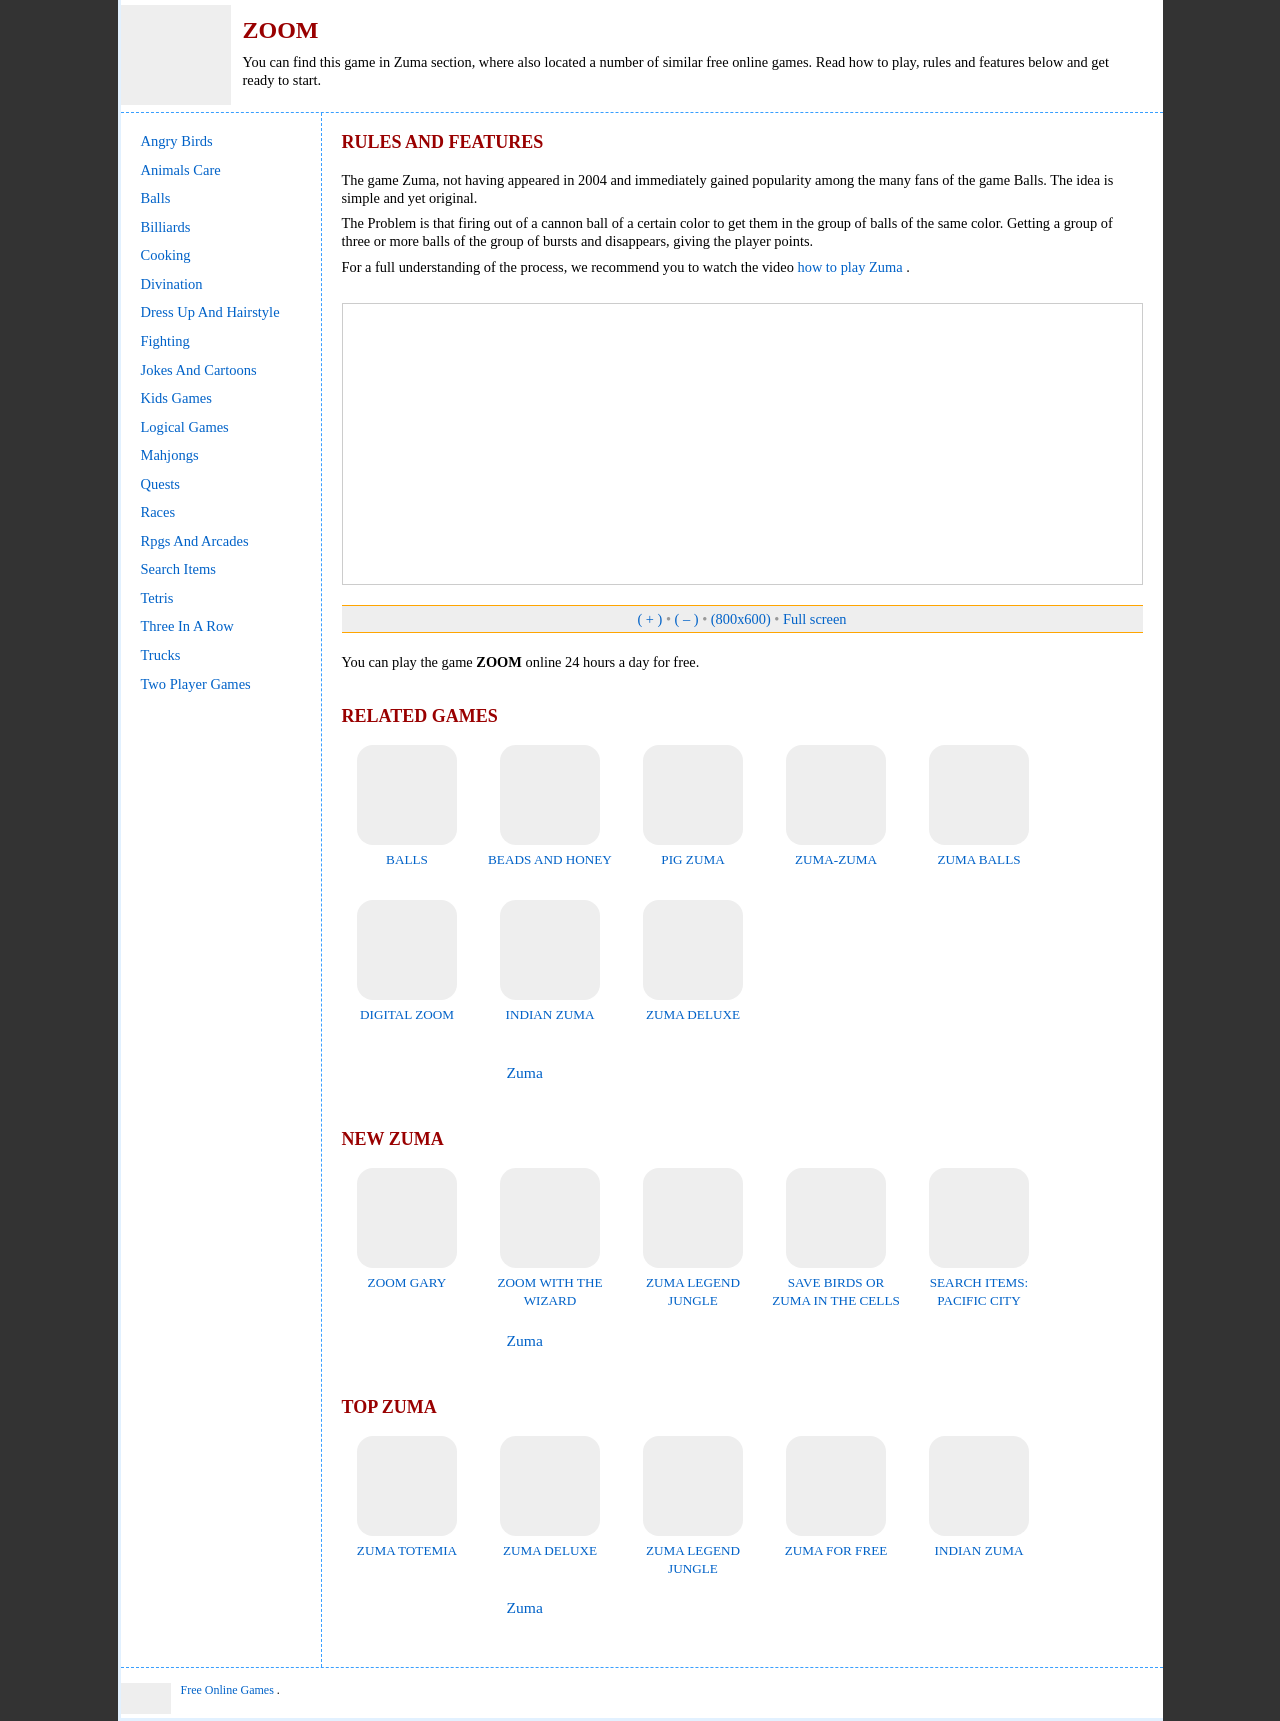 ZOOM
You can find this game in Zuma section, where also located a number of similar free online games. Read how to play, rules and features below and get
ready to start.
Angry Birds
Animals Care
Balls
Billiards
Cooking
Divination
Dress Up And Hairstyle
Fighting
Jokes And Cartoons
Kids Games
Logical Games
Mahjongs
Quests
Races
Rpgs And Arcades
Search Items
Tetris
Three In A Row
Trucks
Two Player Games
RULES AND FEATURES
The game Zuma, not having appeared in 2004 and immediately gained popularity among the many fans of the game Balls. The idea is
simple and yet original.
The Problem is that firing out of a cannon ball of a certain color to get them in the group of balls of the same color. Getting a group of
three or more balls of the group of bursts and disappears, giving the player points.
For a full understanding of the process, we recommend you to watch the video how to play Zuma .
( + ) • ( – ) • (800x600) • Full screen
You can play the game ZOOM online 24 hours a day for free.
RELATED GAMES
BALLS
BEADS AND HONEY
PIG ZUMA
ZUMA-ZUMA
ZUMA BALLS
DIGITAL ZOOM
INDIAN ZUMA
ZUMA DELUXE
Zuma
NEW ZUMA
ZOOM GARY
ZOOM WITH THE
WIZARD
ZUMA LEGEND
JUNGLE
SAVE BIRDS OR
ZUMA IN THE CELLS
SEARCH ITEMS:
PACIFIC CITY
Zuma
TOP ZUMA
ZUMA TOTEMIA
ZUMA DELUXE
ZUMA LEGEND
JUNGLE
ZUMA FOR FREE
INDIAN ZUMA
Zuma
Free Online Games .